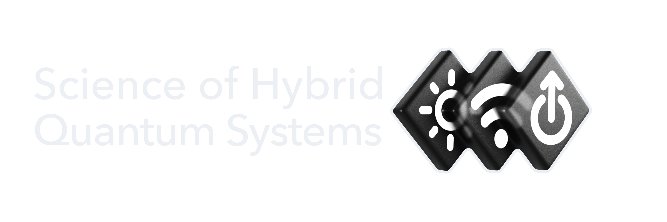 Science of Hybrid
Quantum Systems